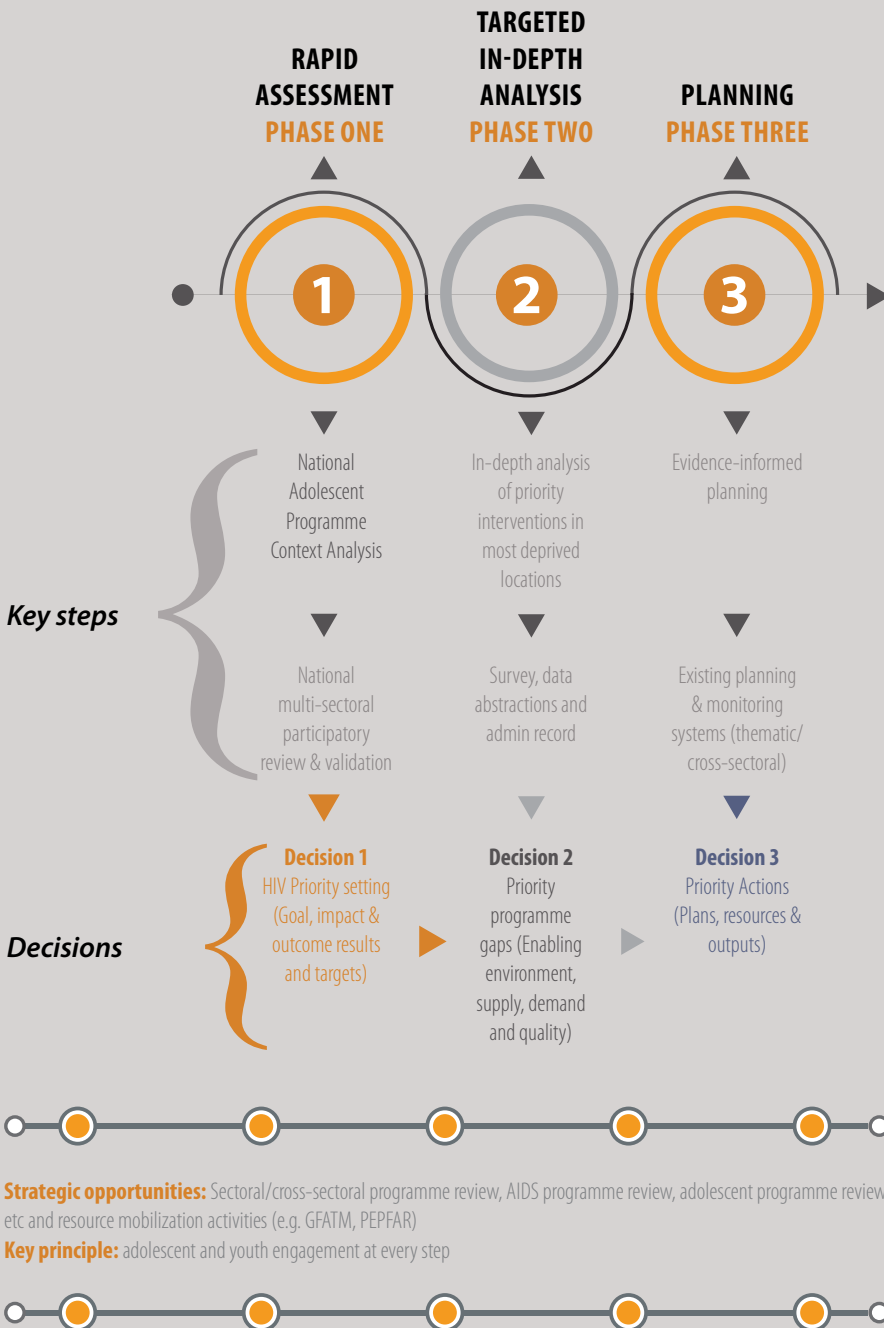 RAPID
ASSESSMENT
PHASE ONE
TARGETED
IN-DEPTH
ANALYSIS
PHASE TWO
PLANNING
PHASE THREE
1
2
3
Key steps
National
Adolescent
Programme
Context Analysis
In-depth analysis
of priority
interventions in
most deprived
locations
Evidence-informed
planning
National
multi-sectoral
participatory
review & validation
Survey, data
abstractions and
admin record
Existing planning
& monitoring
systems (thematic/
cross-sectoral)
Decisions
Decision 1
HIV Priority setting
(Goal, impact &
outcome results
and targets)
Decision 2
Priority
programme
gaps (Enabling
environment,
supply, demand
and quality)
Decision 3
Priority Actions
(Plans, resources &
outputs)
Strategic opportunities: Sectoral/cross-sectoral programme review, AIDS programme review, adolescent programme review
etc and resource mobilization activities (e.g. GFATM, PEPFAR)
Key principle: adolescent and youth engagement at every step